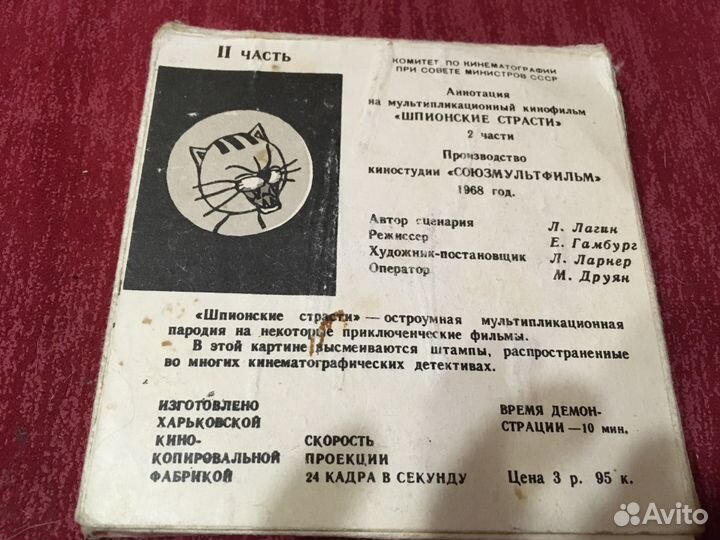 II ЧАСТЬ
КОМИТЕТ ПО КИНЕМАТОГРАФИИ
ПРИ СОВЕТЕ МИНИСТРОВ СССР
Аннотация
на мультипликационный кинофильм
«ШПИОНСКИЕ СТРАСТИ»
2 части
Производство
киностудии «СОЮЗМУЛЬТФИЛЬМ»
1968 год.
Автор сценария Л. Лагин
Режиссер Е. Гамбург
Художник-постановщик Л. Ларнер
Оператор М. Друян
«Шпионские страсти» — остроумная мультипликационная
пародия на некоторые приключенческие фильмы.
В этой картине высмеиваются штампы, распространенные
во многих кинематографических детективах.
ИЗГОТОВЛЕНО
ХАРЬКОВСКОЙ
КИНО-
КОПИРОВАЛЬНОЙ
ФАБРИКОЙ
СКОРОСТЬ
ПРОЕКЦИИ
24 КАДРА В СЕКУНДУ
ВРЕМЯ ДЕМОН-
СТРАЦИИ—10 мин.
Цена 3 р. 95 к.
Avito